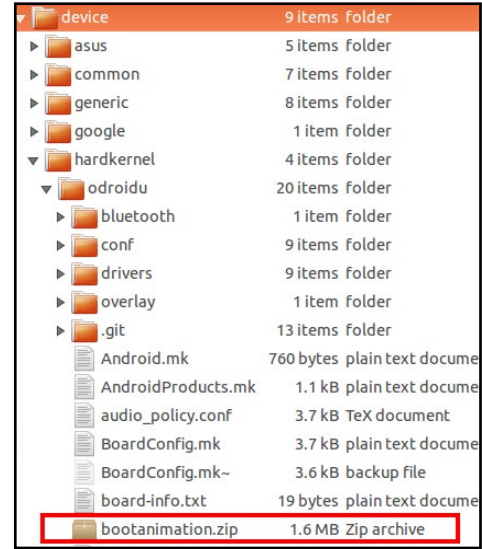 device 9 items folder
asus 5 items folder
common 7 items folder
generic 8 items folder
google 1 item folder
hardkernel 4 items folder
odroidu 20 items folder
bluetooth 1 item folder
conf 9 items folder
drivers 9 items folder
overlay 1 item folder
.git 13 items folder
Android.mk 760 bytes plain text docume
AndroidProducts.mk 1.1 kB plain text docume
audio_policy.conf 3.7 kB TeX document
BoardConfig.mk 3.7 kB plain text docume
BoardConfig.mk~ 3.6 kB backup file
board-info.txt 19 bytes plain text docume
bootanimation.zip 1.6 MB Zip archive